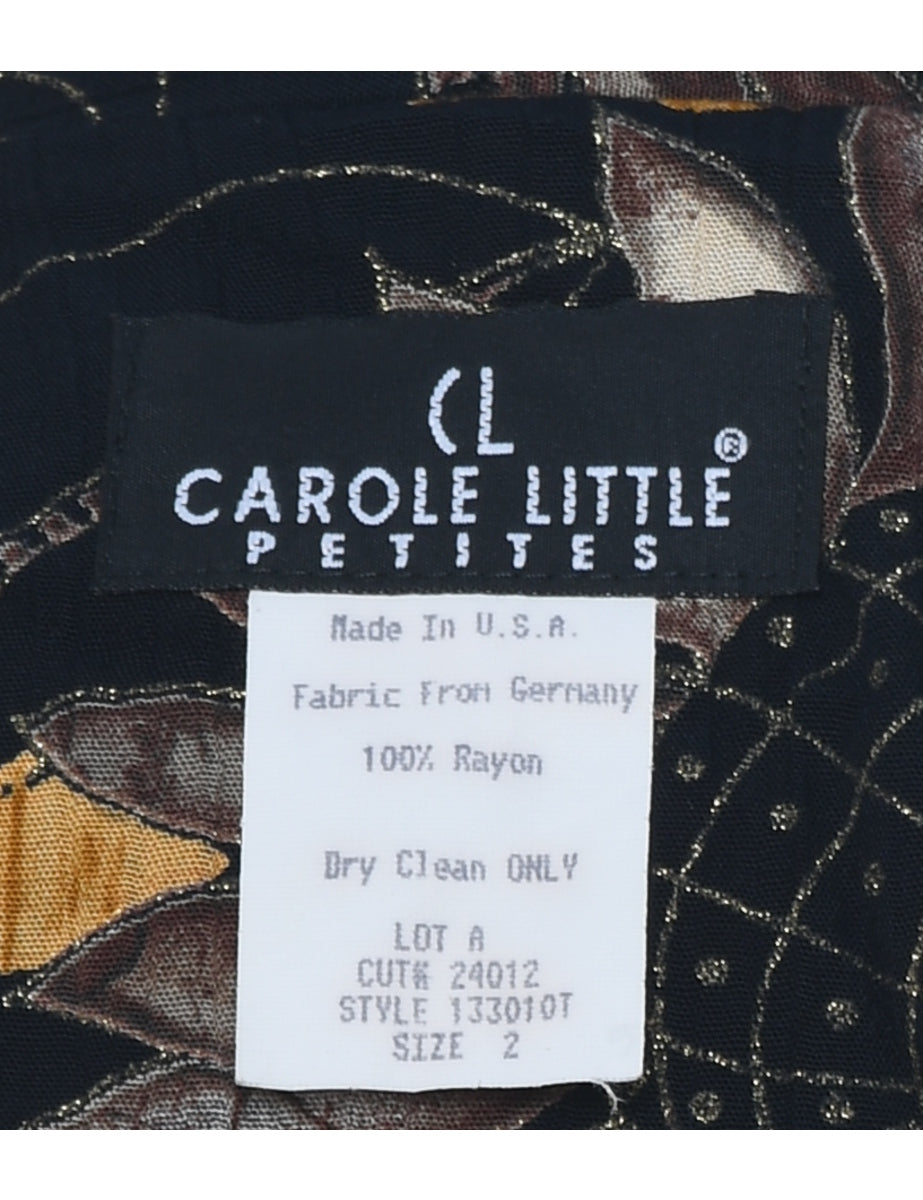 CL
CAROLE LITTLE®
PETITES
Made In U.S.A.
Fabric From Germany
100% Rayon
Dry Clean ONLY
LOT A
CUT# 24012
STYLE 133010T
SIZE 2